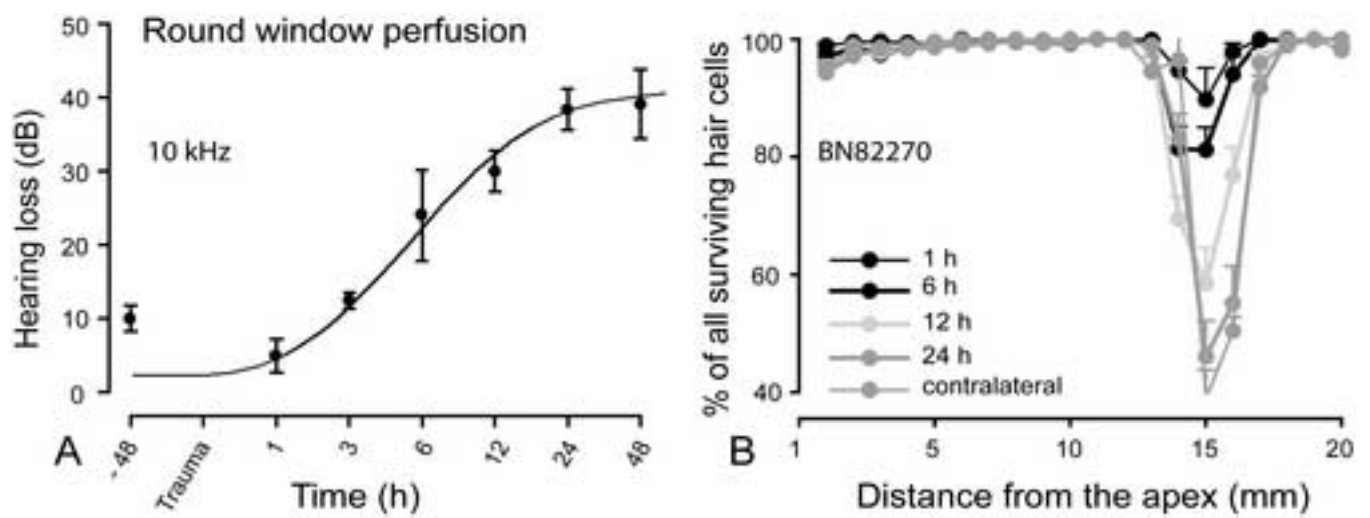 Round window perfusion
10 kHz
Hearing loss (dB)
50
40
30
20
10
0
- 48
Trauma
1
3
6
12
24
48
Time (h)
A
% of all surviving hair cells
100
80
60
40
BN82270
1 h
6 h
12 h
24 h
contralateral
1
5
10
15
20
Distance from the apex (mm)
B